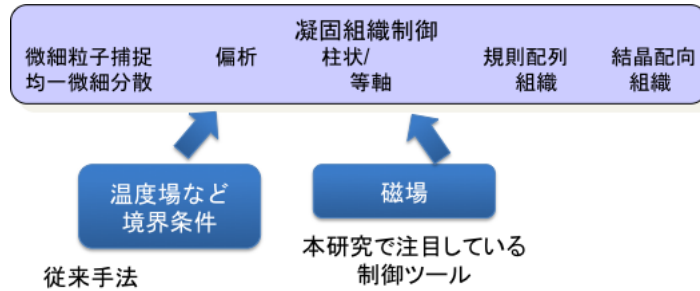 凝固組織制御
微細粒子捕捉 偏析 柱状/ 規則配列 結晶配向
均一微細分散 等軸 組織 組織
温度場など
境界条件
磁場
従来手法
本研究で注目している
制御ツール